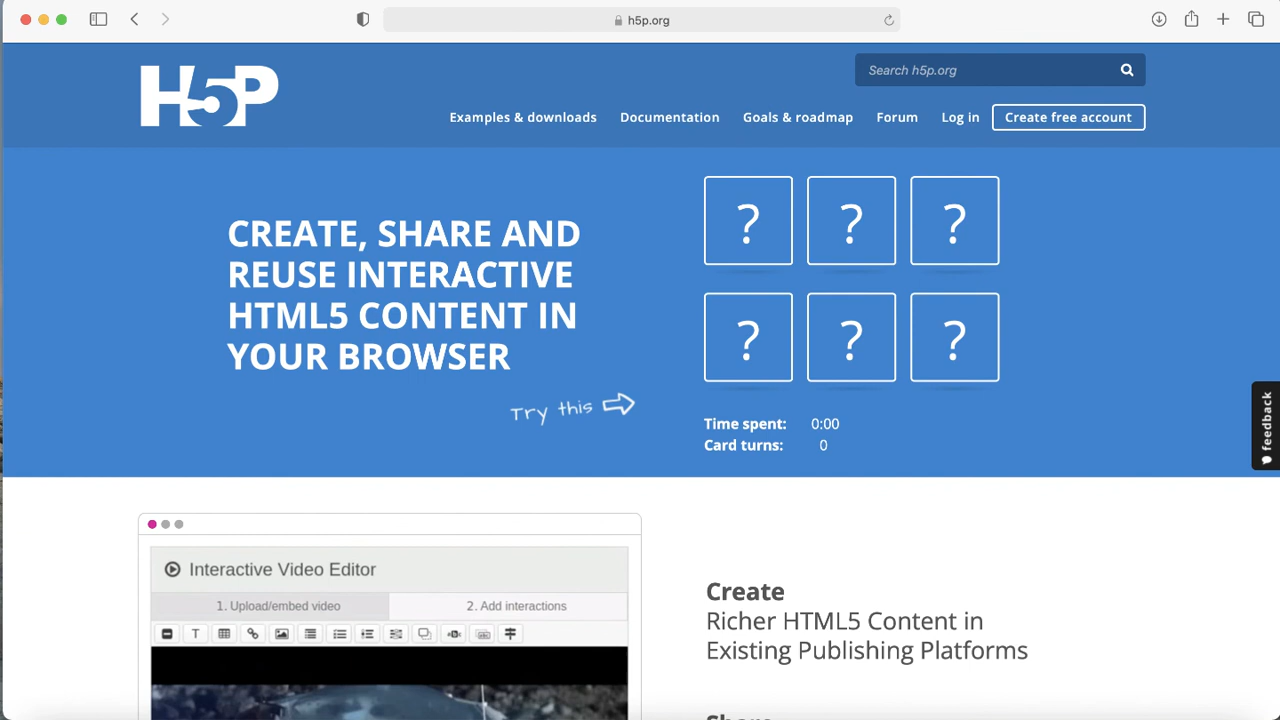 h5p.org
H5P
Search h5p.org
Examples & downloads
Documentation
Goals & roadmap
Forum
Log in
Create free account
CREATE, SHARE AND
REUSE INTERACTIVE
HTML5 CONTENT IN
YOUR BROWSER
Try this
? ? ?
? ? ?
Time spent: 0:00
Card turns: 0
feedback
Interactive Video Editor
1. Upload/embed video
2. Add interactions
T
Create
Richer HTML5 Content in
Existing Publishing Platforms